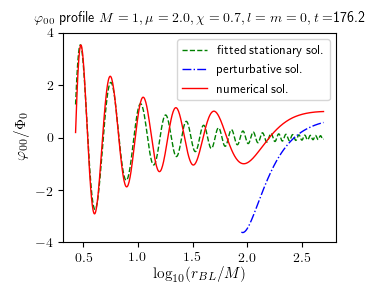 φ₀₀ profile M = 1, μ = 2.0, χ = 0.7, l = m = 0, t =176.2
φ₀₀/Φ₀
4
2
0
−2
−4
fitted stationary sol.
perturbative sol.
numerical sol.
0.5 1.0 1.5 2.0 2.5
log₁₀(r_BL/M)